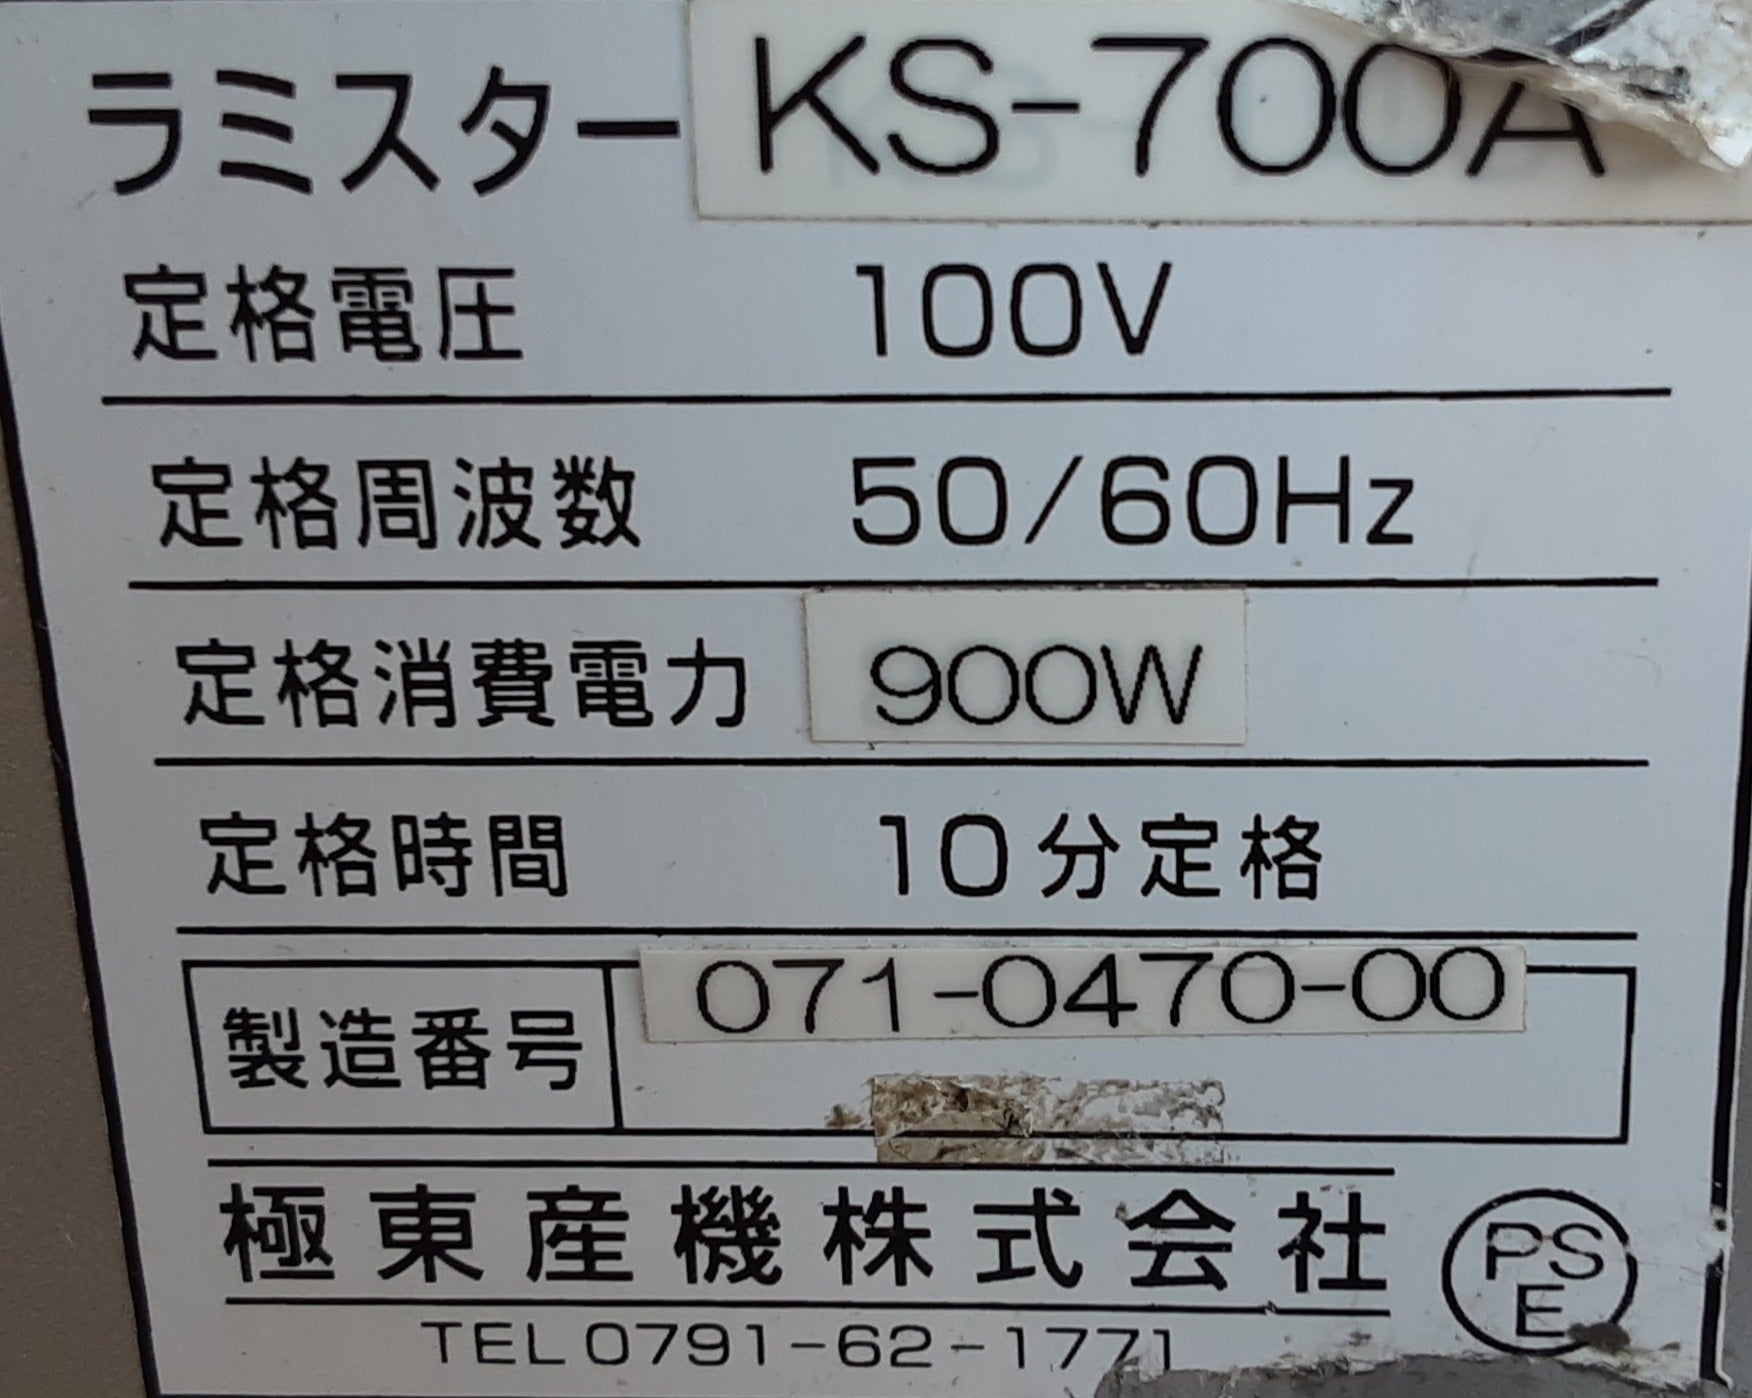 ラミスター KS-700A
定格電圧 100V
定格周波数 50/60Hz
定格消費電力 900W
定格時間 10分定格
製造番号 071-0470-00
極東産機株式会社
PS
E
TEL0791-62-1771